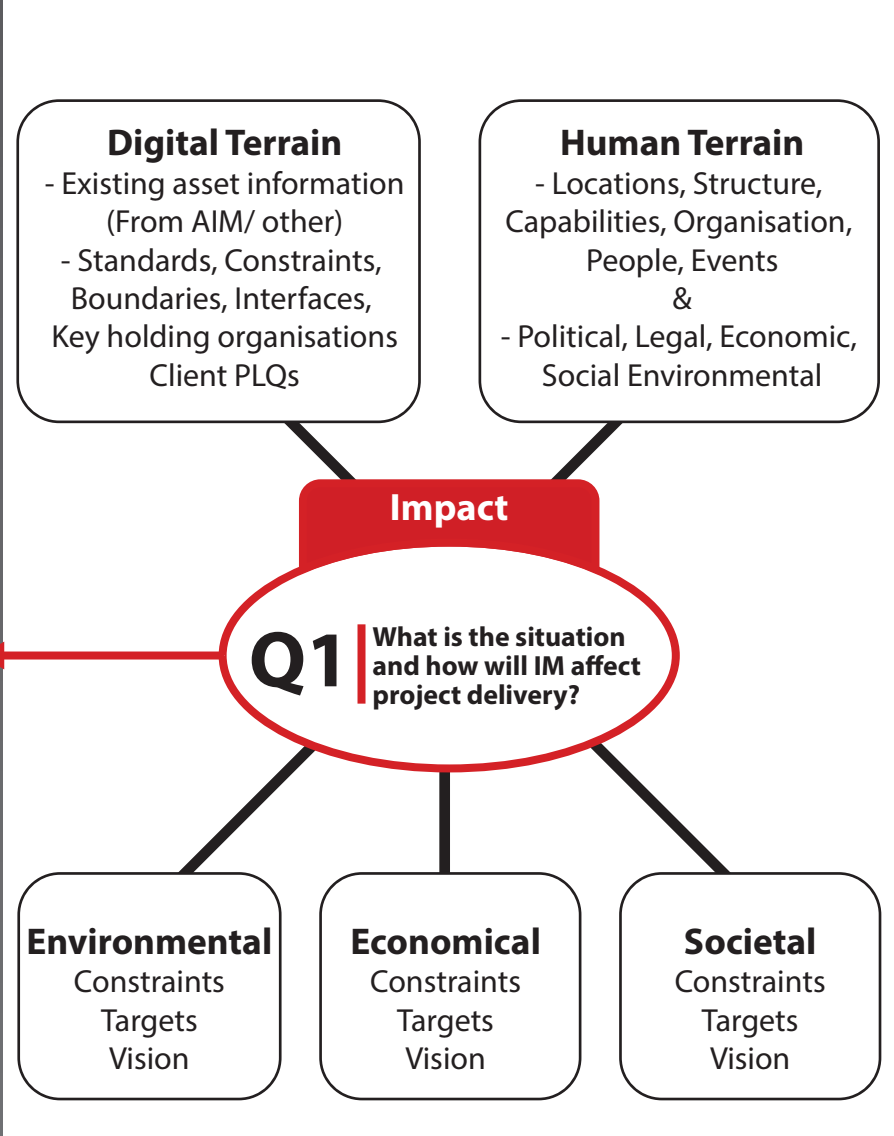 Digital Terrain
- Existing asset information
(From AIM/ other)
- Standards, Constraints,
Boundaries, Interfaces,
Key holding organisations
Client PLQs
Human Terrain
- Locations, Structure,
Capabilities, Organisation,
People, Events
&
- Political, Legal, Economic,
Social Environmental
Impact
Q1
What is the situation
and how will IM affect
project delivery?
Environmental
Constraints
Targets
Vision
Economical
Constraints
Targets
Vision
Societal
Constraints
Targets
Vision